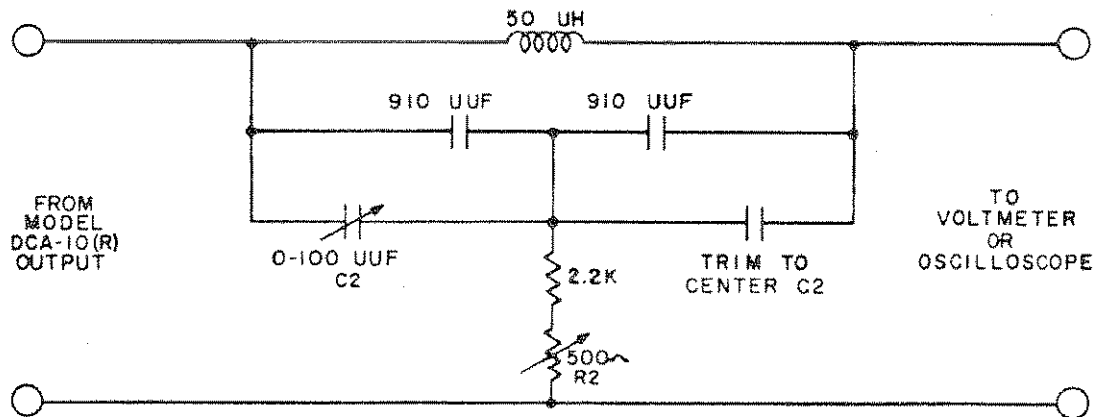 50 UH
910 UUF
910 UUF
FROM
MODEL
DCA-10(R)
OUTPUT
0-100 UUF
C2
2.2K
500~
R2
TRIM TO
CENTER C2
TO
VOLTMETER
OR
OSCILLOSCOPE